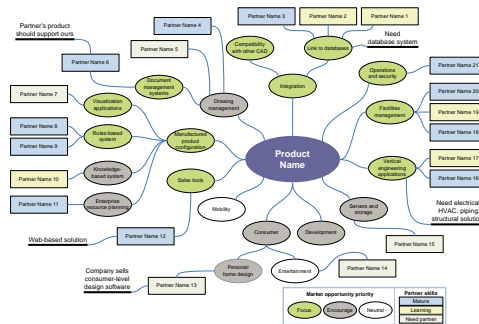 Partner Name 4
Partner Name 3
Partner Name 2
Partner Name 1
Partner's product
should support ours
Partner Name 5
Compatibility
with other CAD
Link to databases
Need
database system
Partner Name 6
Document
management
systems
Integration
Operations
and security
Partner Name 21
Partner Name 7
Visualization
applications
Drawing
management
Facilities
management
Partner Name 20
Partner Name 19
Partner Name 18
Partner Name 8
Partner Name 9
Rules-based
system
Manufactured
product
configuration
Product
Name
Vertical
engineering
applications
Partner Name 17
Partner Name 16
Partner Name 10
Knowledge-
based system
Sales tools
Partner Name 11
Enterprise
resource planning
Mobility
Servers and
storage
Need electrical,
HVAC, piping,
structural solution
Web-based solution
Partner Name 12
Consumer
Development
Partner Name 15
Company sells
consumer-level
design software
Personal
home design
Entertainment
Partner Name 14
Partner Name 13
Market opportunity priority
Partner skills
Focus
Encourage
Neutral
Mature
Learning
Need partner